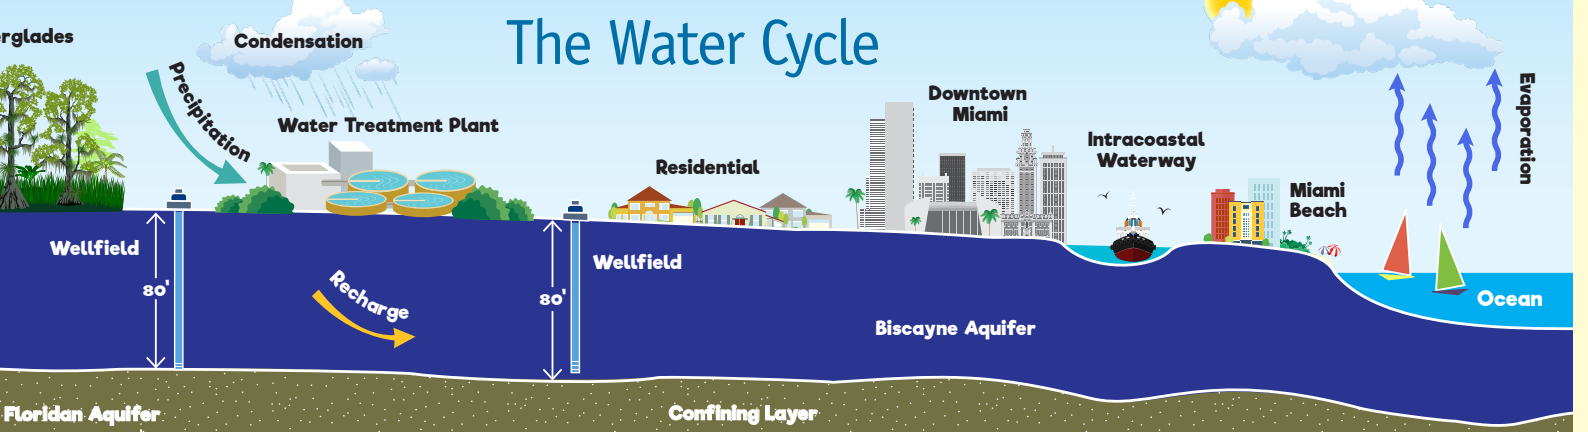 The Water Cycle
erglades
Condensation
Precipitation
Water Treatment Plant
Residential
Downtown
Miami
Intracoastal
Waterway
Miami
Beach
Evaporation
Wellfield
80'
Recharge
Wellfield
80'
Biscayne Aquifer
Ocean
Floridan Aquifer
Confining Layer